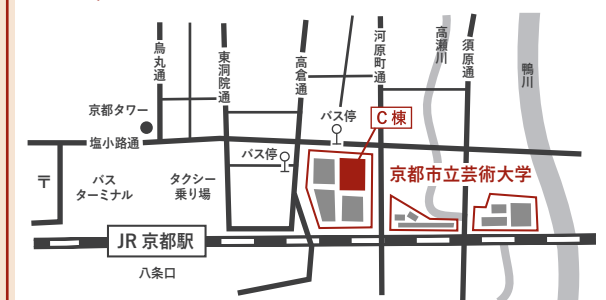 烏丸通
東洞院通
高倉通
河原町通
高瀬川
須原通
鴨川
京都タワー
バス停
C棟
塩小路通
バス停
〒
バス
ターミナル
タクシー
乗り場
京都市立芸術大学
JR 京都駅
八条口